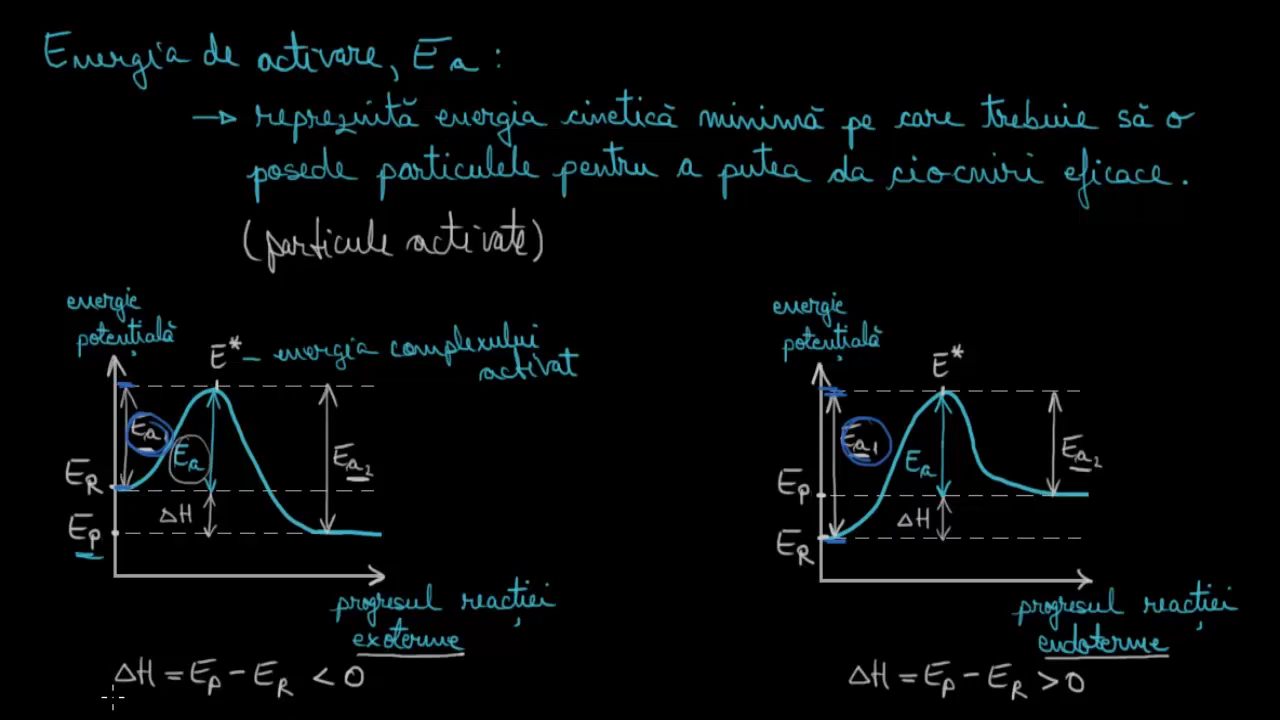 Energia de activare, Ea :
→ reprezintă energia cinetică minimă pe care trebuie să o
posede particulele pentru a putea da ciocniri eficace.
(particule activate)
energie
potențială
E* – energia complexului
activat
Ea1
Ea
Ea2
ER
ΔH
EP
progresul reacției
exoterme
ΔH = EP – ER < 0
energie
potențială
E*
Ea1
Ea
Ea2
EP
ΔH
ER
progresul reacției
endoterme
ΔH = EP – ER > 0